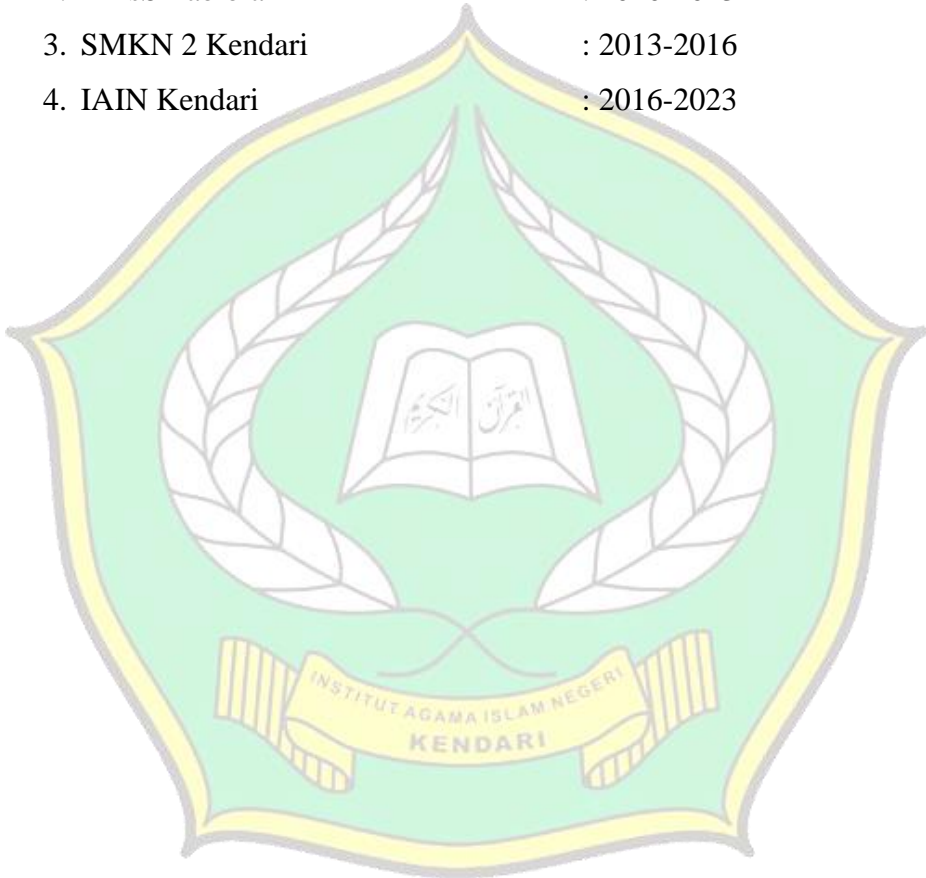 3. SMKN 2 Kendari : 2013-2016
4. IAIN Kendari : 2016-2023
القرآن الكريم
INSTITUT AGAMA ISLAM NEGERI
KENDARI